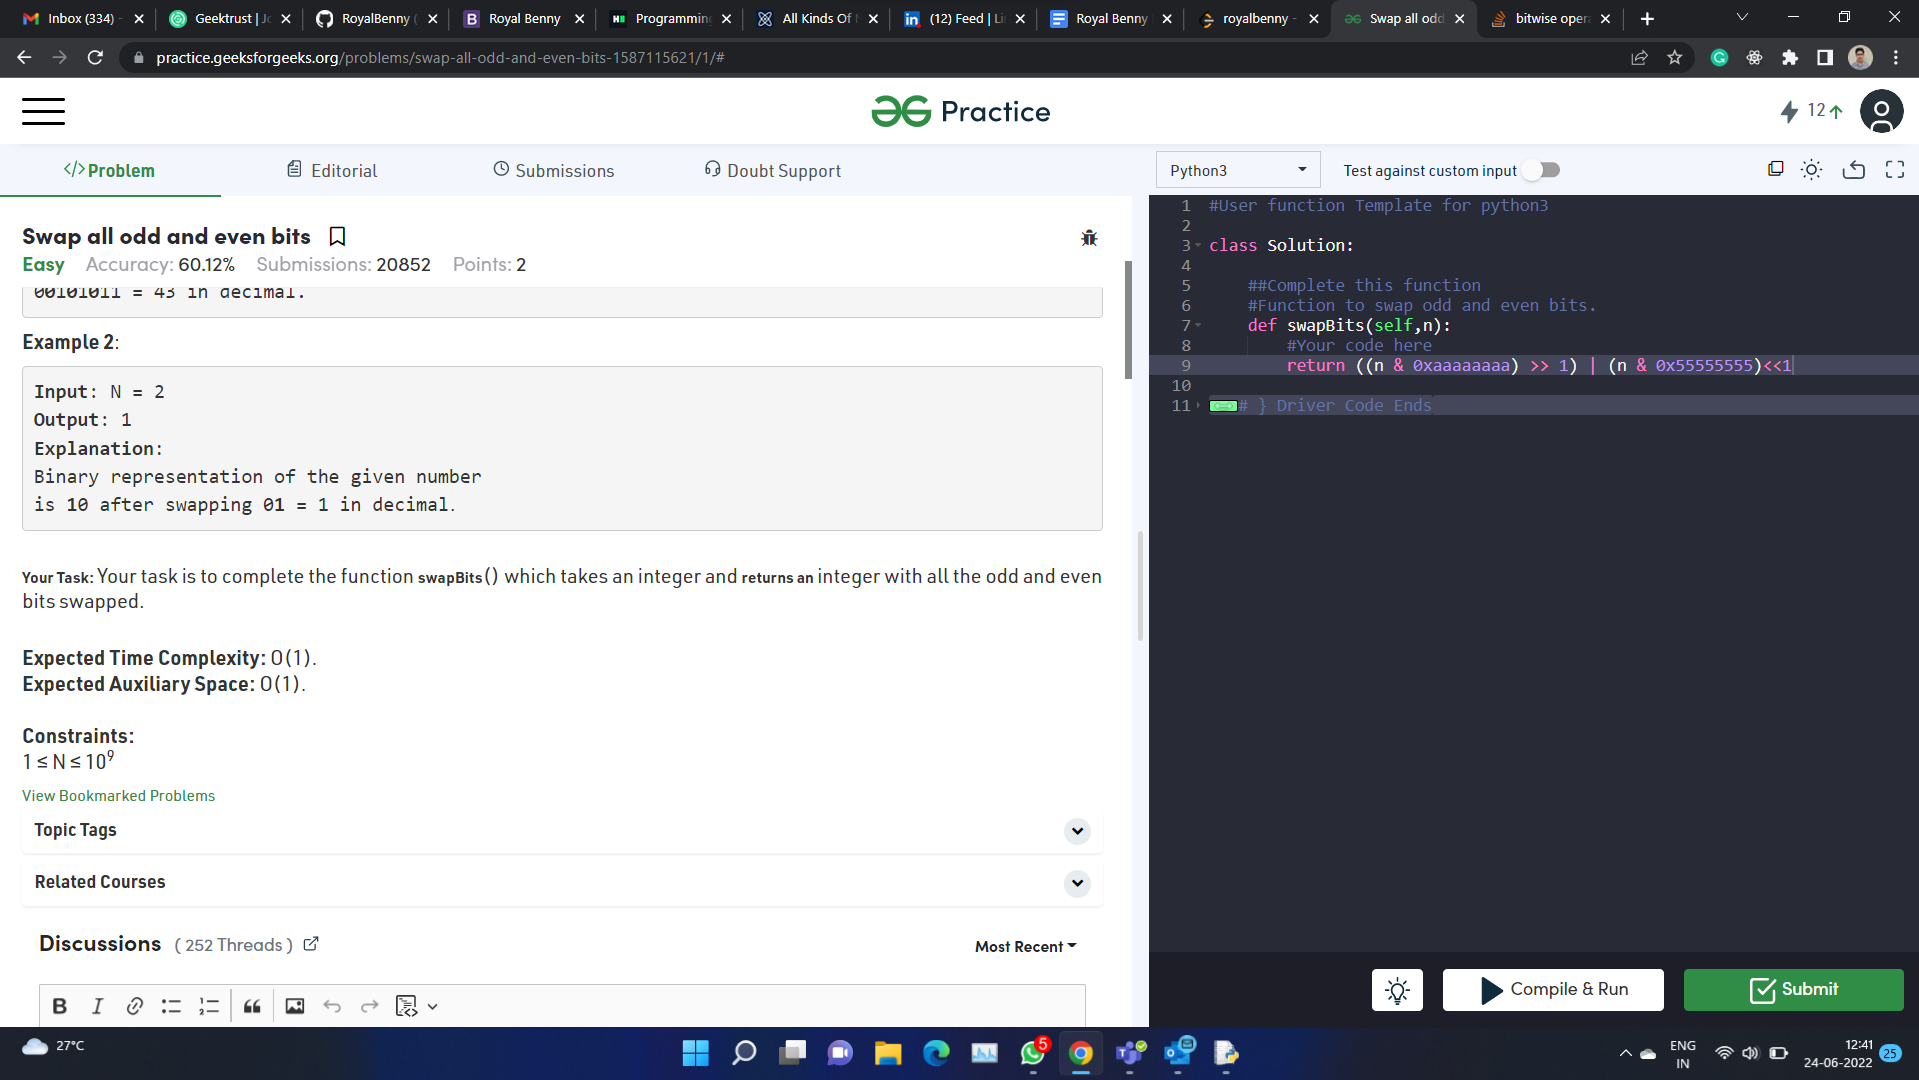 Inbox (334) -
Geektrust | Jo
RoyalBenny (
Royal Benny
Programming
All Kinds Of
(12) Feed | Li
Royal Benny
royalbenny -
Swap all odd
bitwise oper
practice.geeksforgeeks.org/problems/swap-all-odd-and-even-bits-1587115621/1/#
Practice
12
Problem
Editorial
Submissions
Doubt Support
Python3
Test against custom input
Swap all odd and even bits
Easy Accuracy: 60.12% Submissions: 20852 Points: 2
00101011 = 43 in decimal.
Example 2:
Input: N = 2
Output: 1
Explanation:
Binary representation of the given number
is 10 after swapping 01 = 1 in decimal.
Your Task: Your task is to complete the function swapBits() which takes an integer and returns an integer with all the odd and even
bits swapped.
Expected Time Complexity: O(1).
Expected Auxiliary Space: O(1).
Constraints:
1 ≤ N ≤ 10⁹
View Bookmarked Problems
Topic Tags
Related Courses
Discussions ( 252 Threads )
Most Recent
1 #User function Template for python3
2
3 class Solution:
4
5 ##Complete this function
6 #Function to swap odd and even bits.
7 def swapBits(self,n):
8 #Your code here
9 return ((n & 0xaaaaaaaa) >> 1) | (n & 0x55555555)<<1
10
11 # } Driver Code Ends
Compile & Run
Submit
27°C
5
ENG
IN
12:41
24-06-2022
25